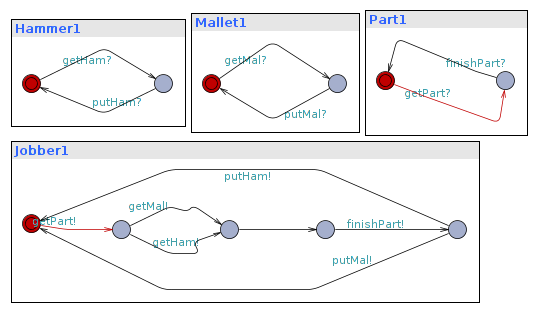 Hammer1
getHam?
putHam?
Mallet1
getMal?
putMal?
Part1
finishPart?
getPart?
Jobber1
putHam!
getMal!
getPart!
finishPart!
getHam!
putMal!